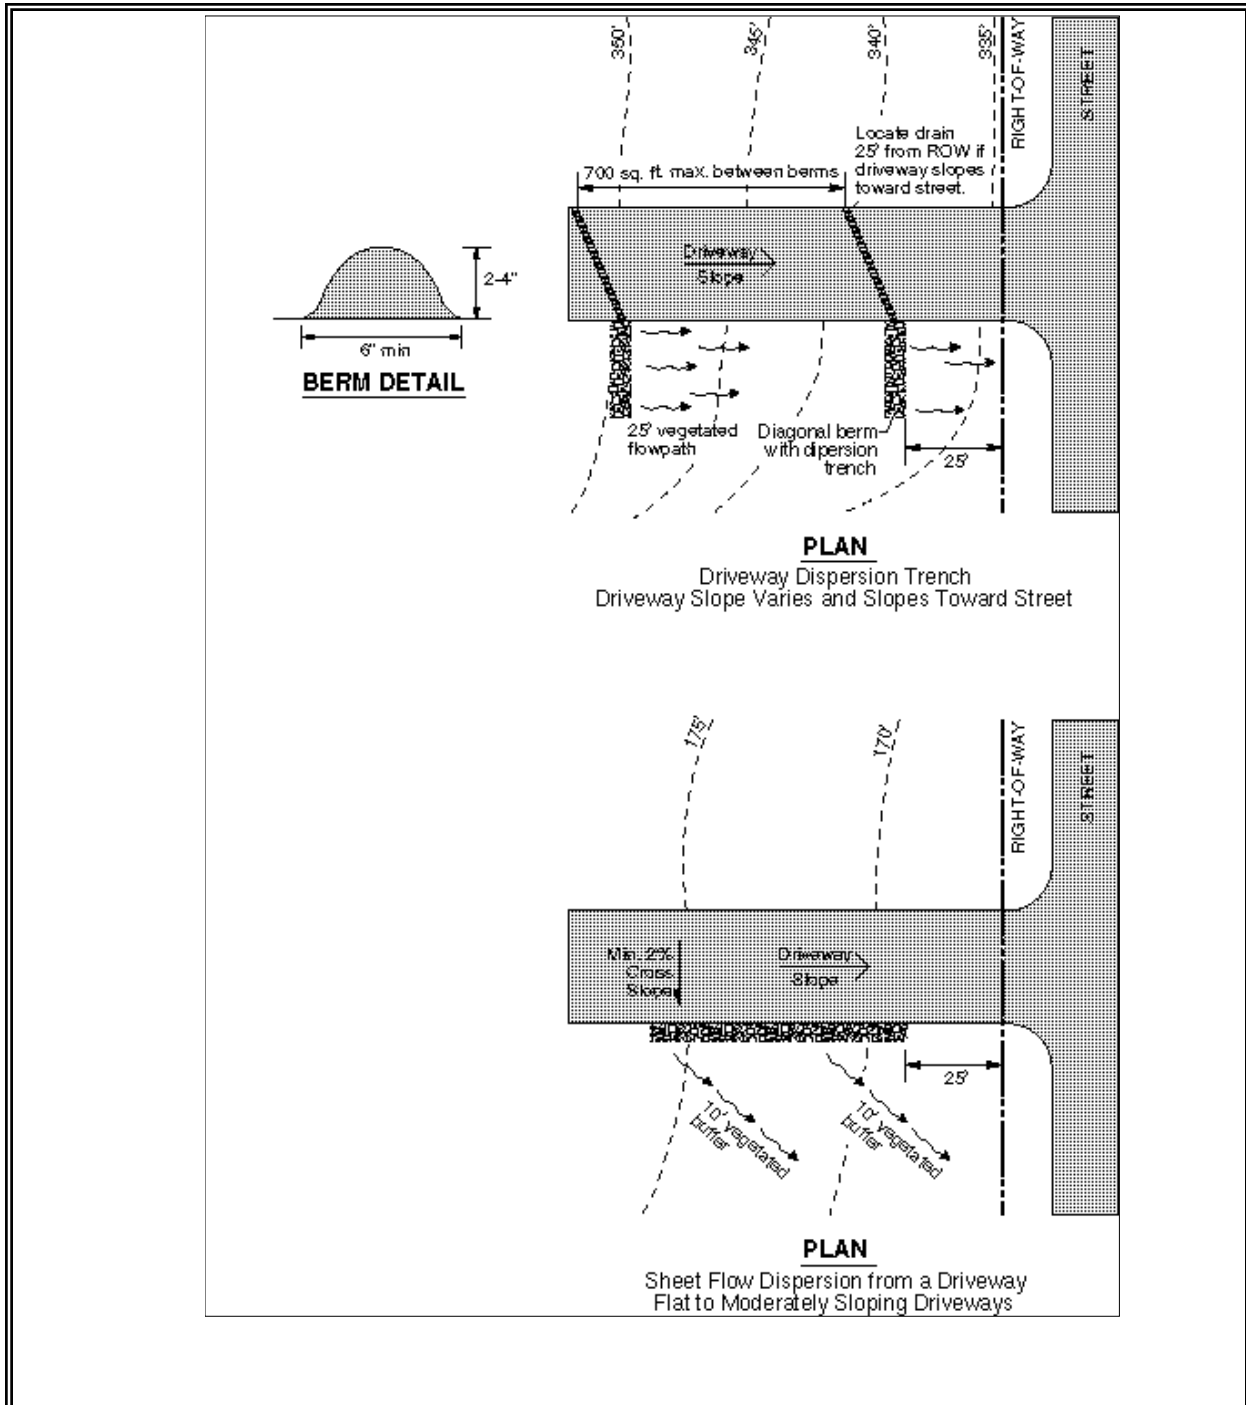 350'
345'
340'
335'
RIGHT-OF-WAY
STREET
Locate drain
25' from ROW if
driveway slopes
toward street.
700 sq. ft. max. between berms
Driveway
Slope
2-4"
6" min
BERM DETAIL
25' vegetated
flowpath
Diagonal berm
with dipersion
trench
25'
PLAN
Driveway Dispersion Trench
Driveway Slope Varies and Slopes Toward Street
175'
170'
RIGHT-OF-WAY
STREET
Min. 2%
Cross
Slope
Driveway
Slope
25'
10' vegetated
buffer
10' vegetated
buffer
PLAN
Sheet Flow Dispersion from a Driveway
Flat to Moderately Sloping Driveways